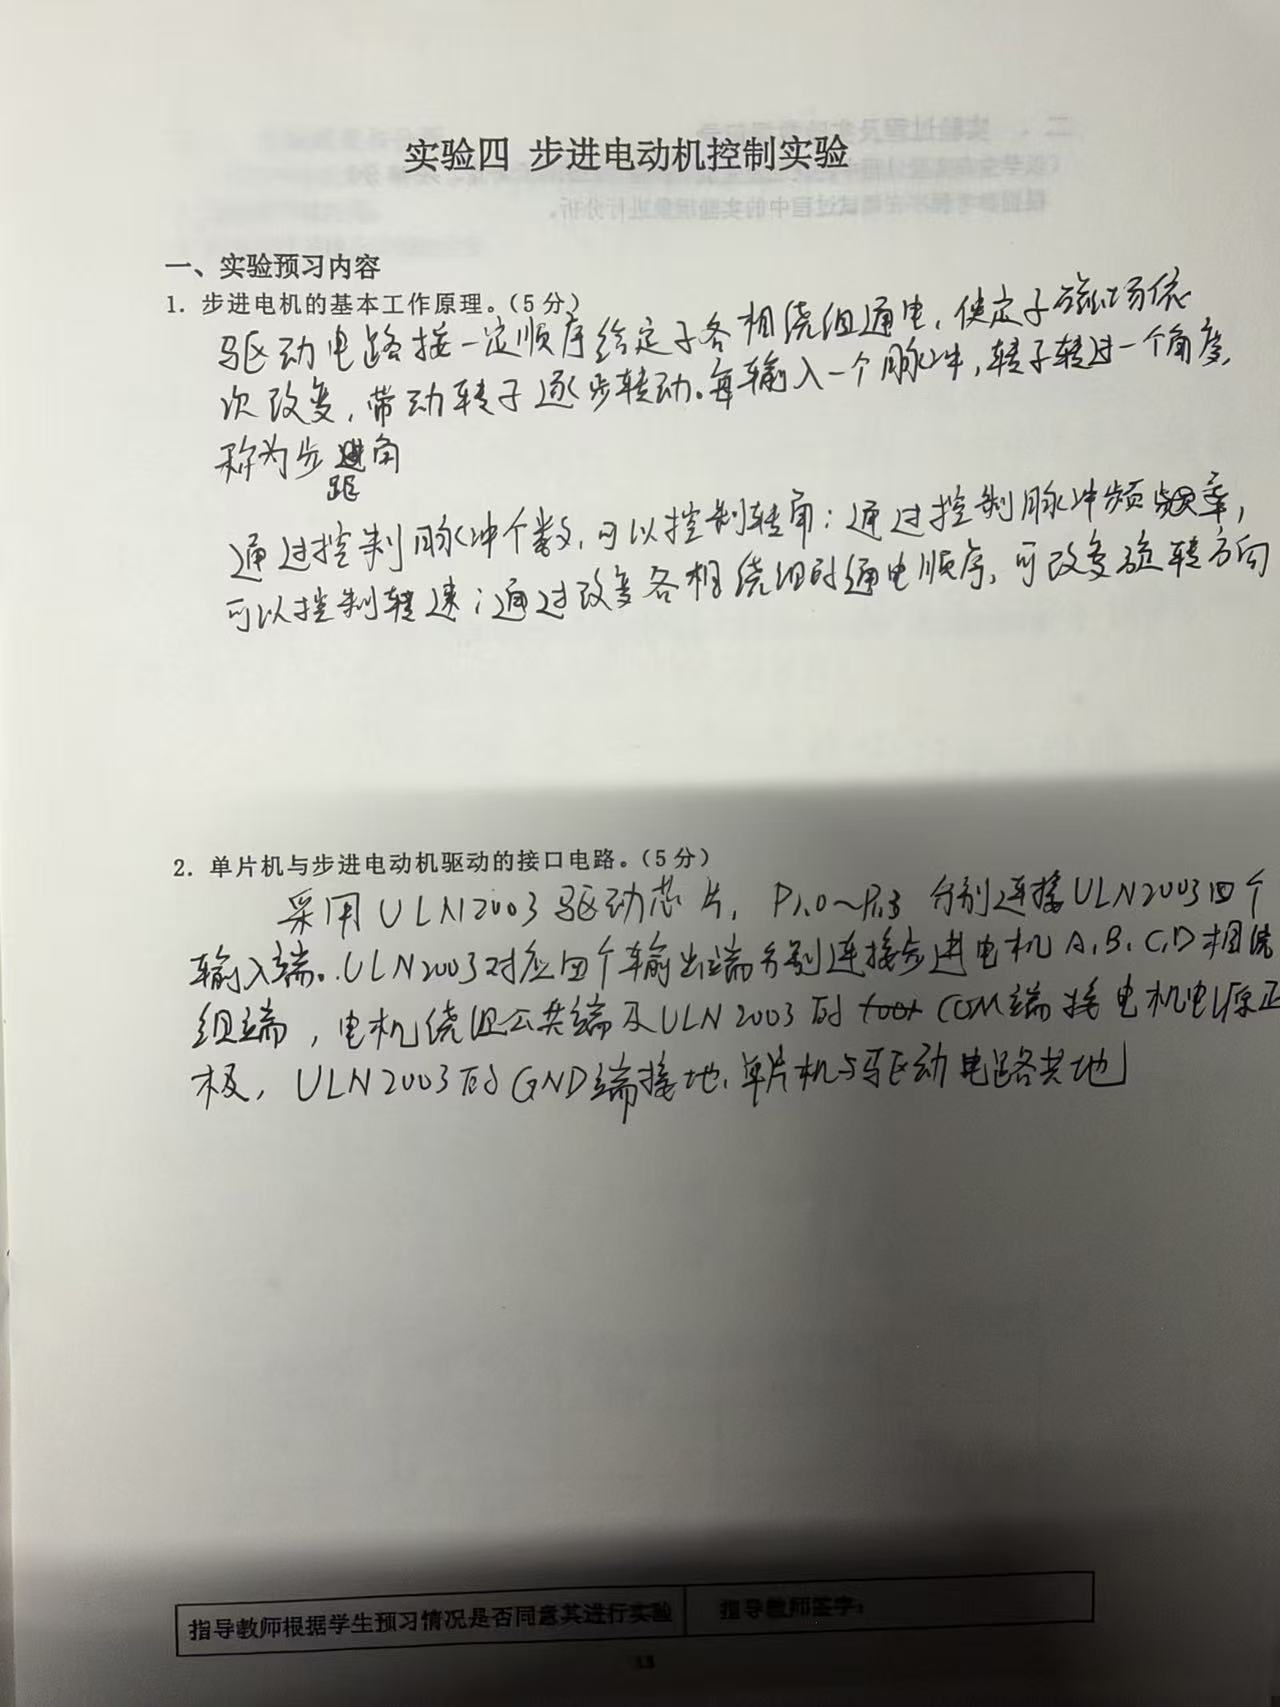 实验四 步进电动机控制实验
一、实验预习内容
1. 步进电机的基本工作原理。(5分)
驱动电路按一定顺序给定子各相绕组通电,使定子磁场依
次改变,带动转子逐步转动。每输入一个脉冲,转子转过一个角度,
称为步进角
距
通过控制脉冲个数,可以控制转角;通过控制脉冲频率,
可以控制转速;通过改变各相绕组的通电顺序,可改变旋转方向
2. 单片机与步进电动机驱动的接口电路。(5分)
采用ULN2003驱动芯片, P1.0~P1.3 分别连接ULN2003四个
输入端。ULN2003对应四个输出端分别连接步进电机A、B、C、D相绕
组端,电机绕组公共端及ULN2003的COM端接电机电源正
极, ULN2003的GND端接地,单片机与驱动电路共地
指导教师根据学生预习情况是否同意其进行实验 指导教师签字: